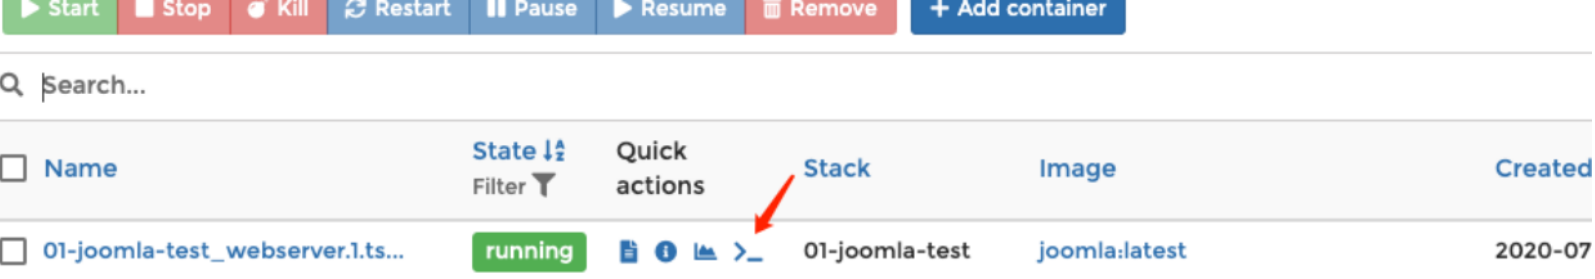 Start Stop Kill Restart Pause Resume Remove + Add container
Search...
Name State Filter Quick actions Stack Image Created
01-joomla-test_webserver.1.ts... running >_ 01-joomla-test joomla:latest 2020-07